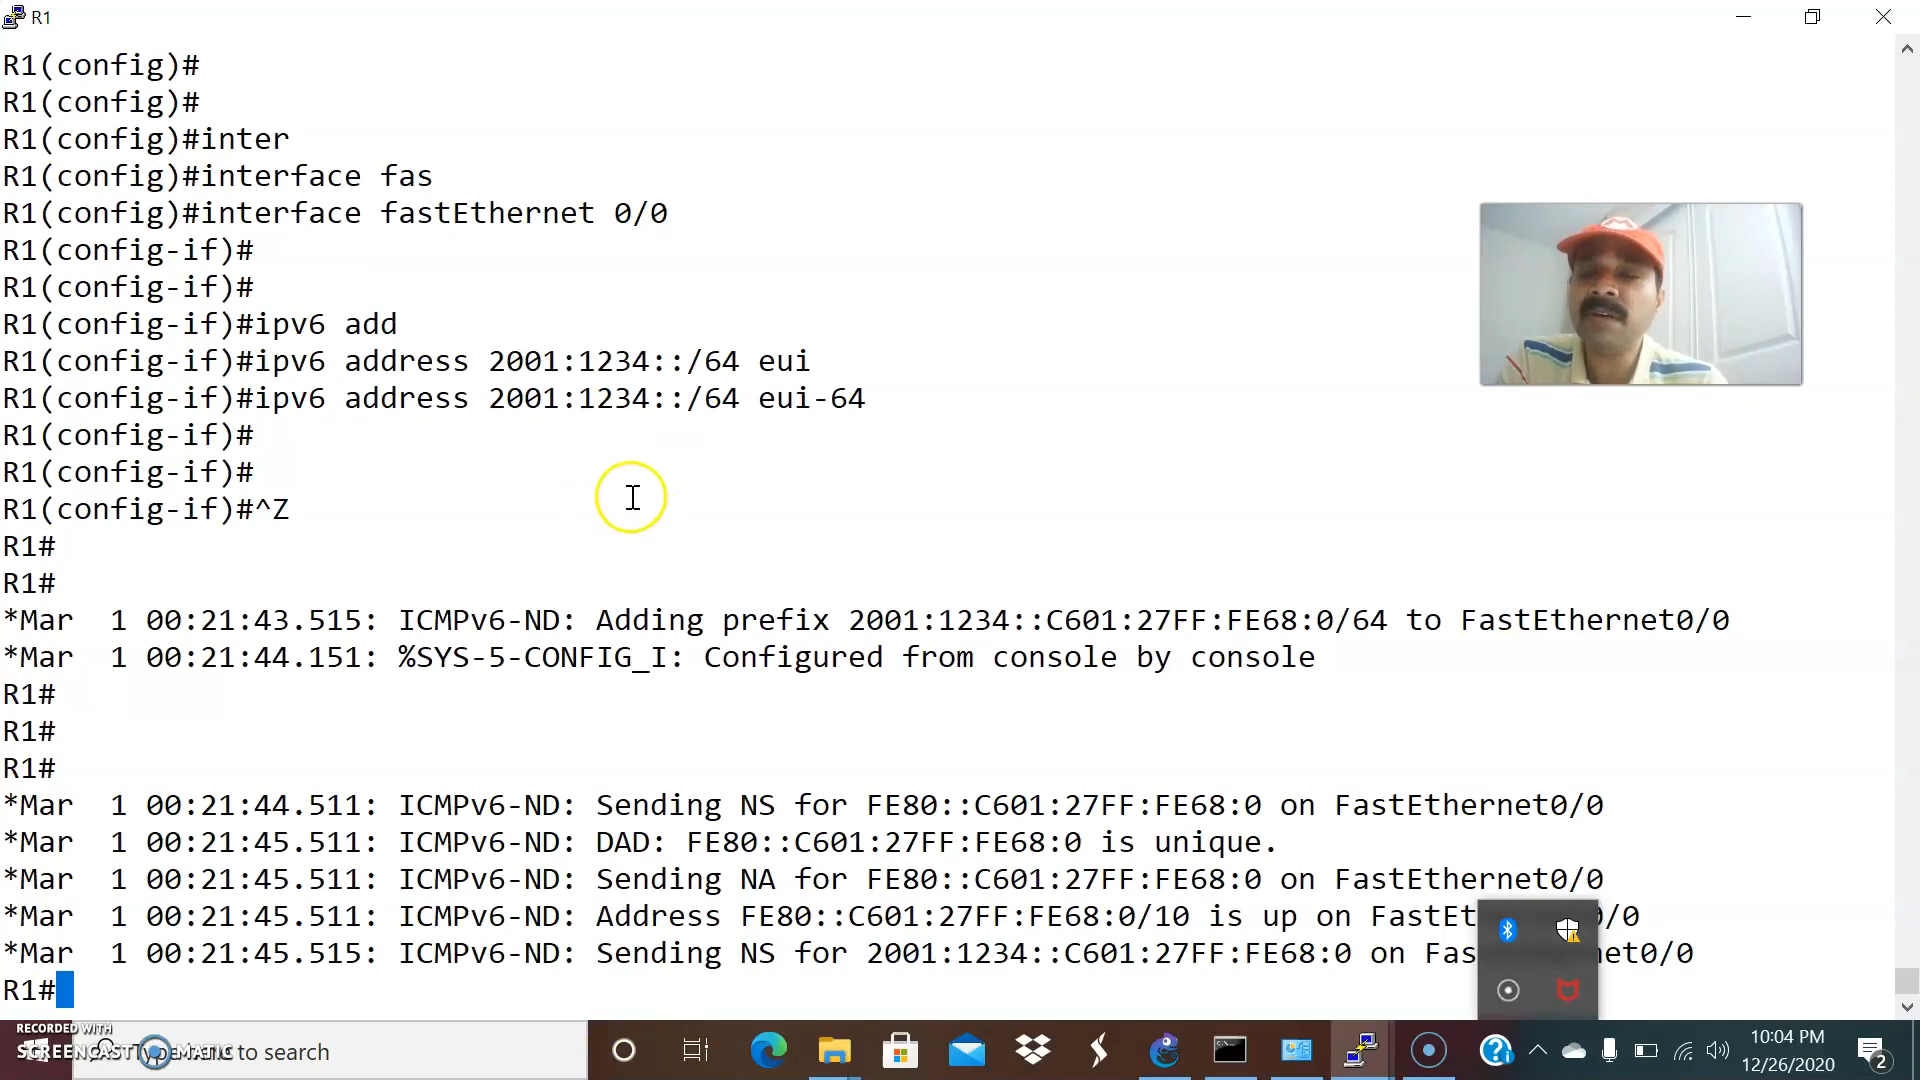 R1
R1(config)#
R1(config)#
R1(config)#inter
R1(config)#interface fas
R1(config)#interface fastEthernet 0/0
R1(config-if)#
R1(config-if)#
R1(config-if)#ipv6 add
R1(config-if)#ipv6 address 2001:1234::/64 eui
R1(config-if)#ipv6 address 2001:1234::/64 eui-64
R1(config-if)#
R1(config-if)#
R1(config-if)#^Z
R1#
R1#
*Mar  1 00:21:43.515: ICMPv6-ND: Adding prefix 2001:1234::C601:27FF:FE68:0/64 to FastEthernet0/0
*Mar  1 00:21:44.151: %SYS-5-CONFIG_I: Configured from console by console
R1#
R1#
R1#
*Mar  1 00:21:44.511: ICMPv6-ND: Sending NS for FE80::C601:27FF:FE68:0 on FastEthernet0/0
*Mar  1 00:21:45.511: ICMPv6-ND: DAD: FE80::C601:27FF:FE68:0 is unique.
*Mar  1 00:21:45.511: ICMPv6-ND: Sending NA for FE80::C601:27FF:FE68:0 on FastEthernet0/0
*Mar  1 00:21:45.511: ICMPv6-ND: Address FE80::C601:27FF:FE68:0/10 is up on FastEt 0/0
*Mar  1 00:21:45.515: ICMPv6-ND: Sending NS for 2001:1234::C601:27FF:FE68:0 on Fas net0/0
R1#
RECORDED WITH
SCREENCAST MATIC
to search
10:04 PM
12/26/2020
2